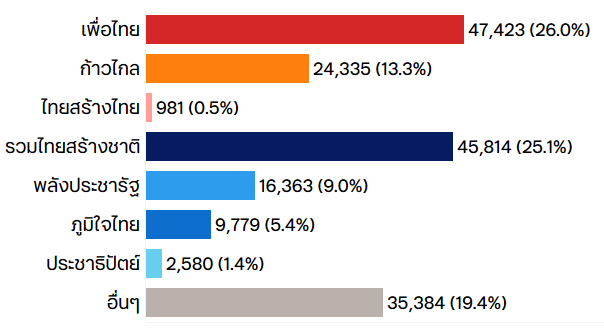 เพื่อไทย 47,423 (26.0%)
ก้าวไกล 24,335 (13.3%)
ไทยสร้างไทย 981 (0.5%)
รวมไทยสร้างชาติ 45,814 (25.1%)
พลังประชารัฐ 16,363 (9.0%)
ภูมิใจไทย 9,779 (5.4%)
ประชาธิปัตย์ 2,580 (1.4%)
อื่นๆ 35,384 (19.4%)